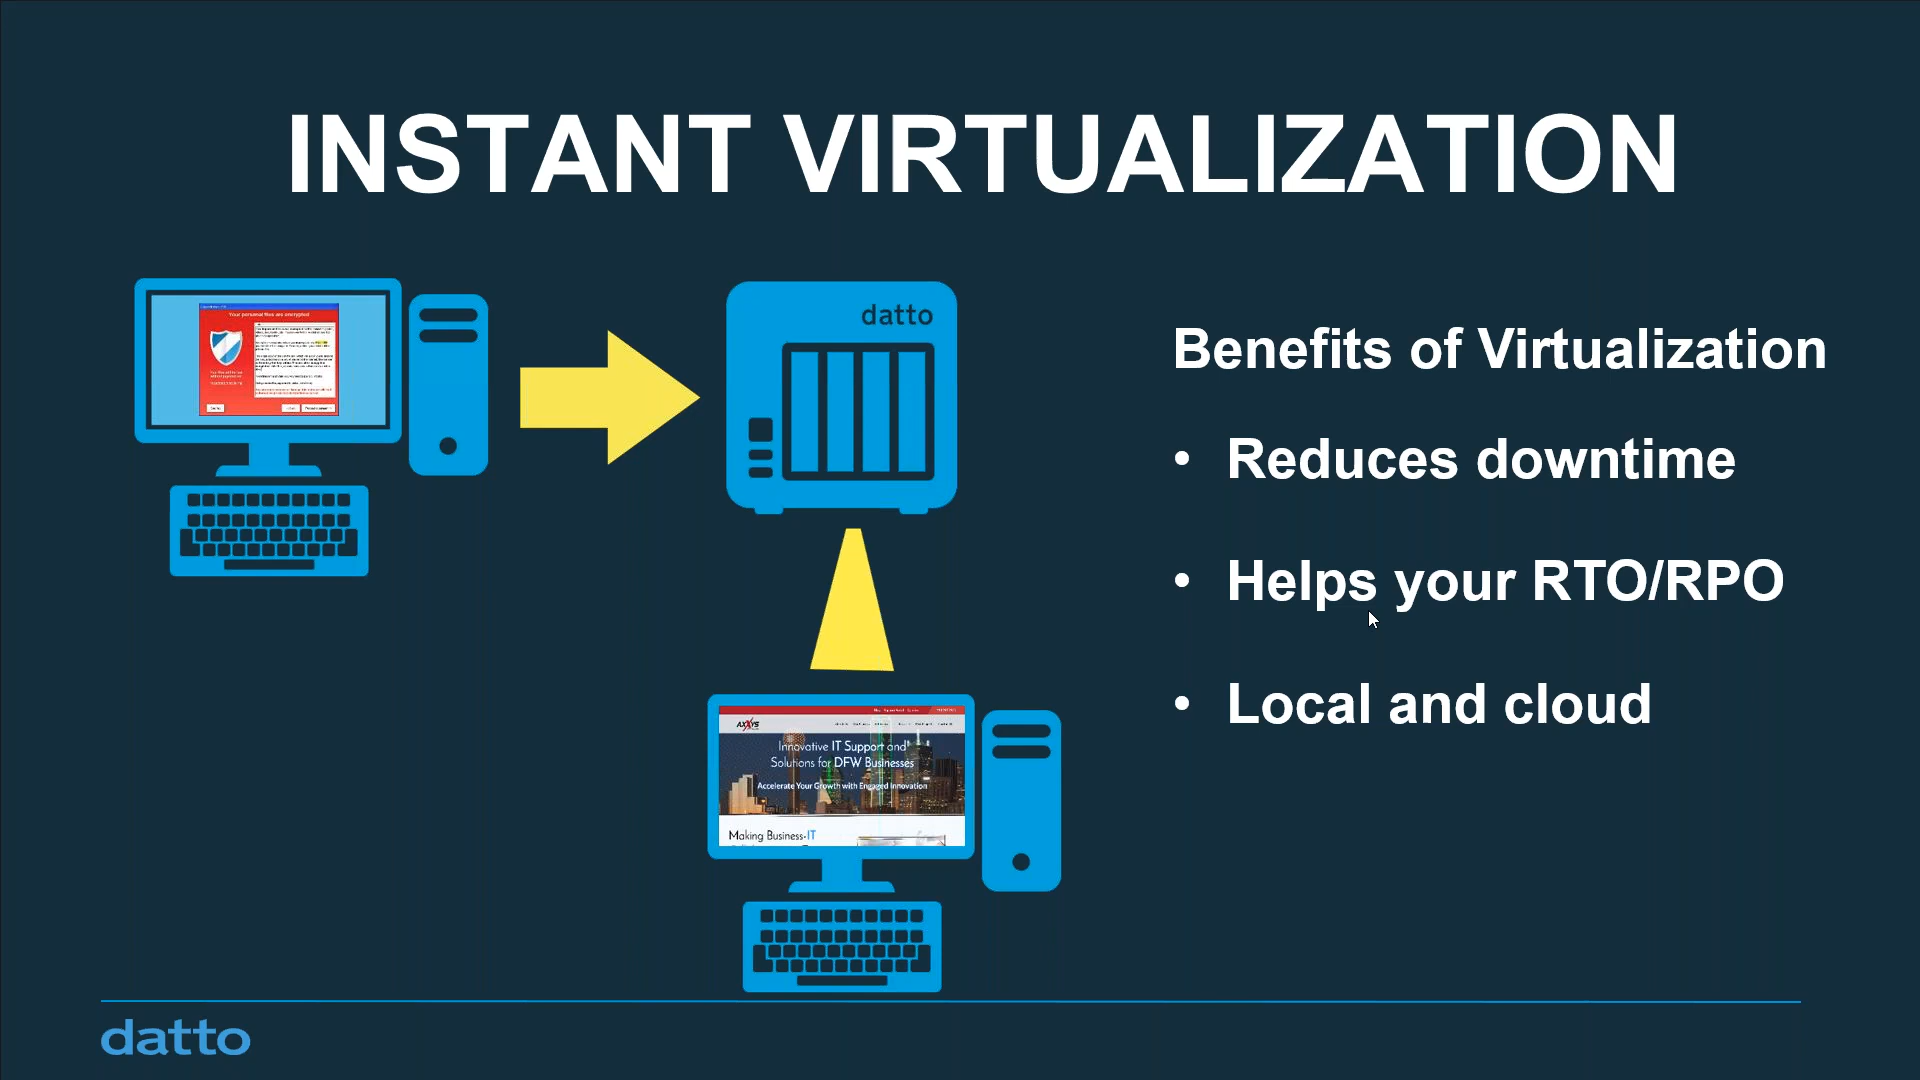 INSTANT VIRTUALIZATION
Your personal files are encrypted
datto
Benefits of Virtualization
• Reduces downtime
• Helps your RTO/RPO
• Local and cloud
AXXYS
Innovative IT Support and
Solutions for DFW Businesses
Accelerate Your Growth with Engaged Innovation
Making Business-IT
datto